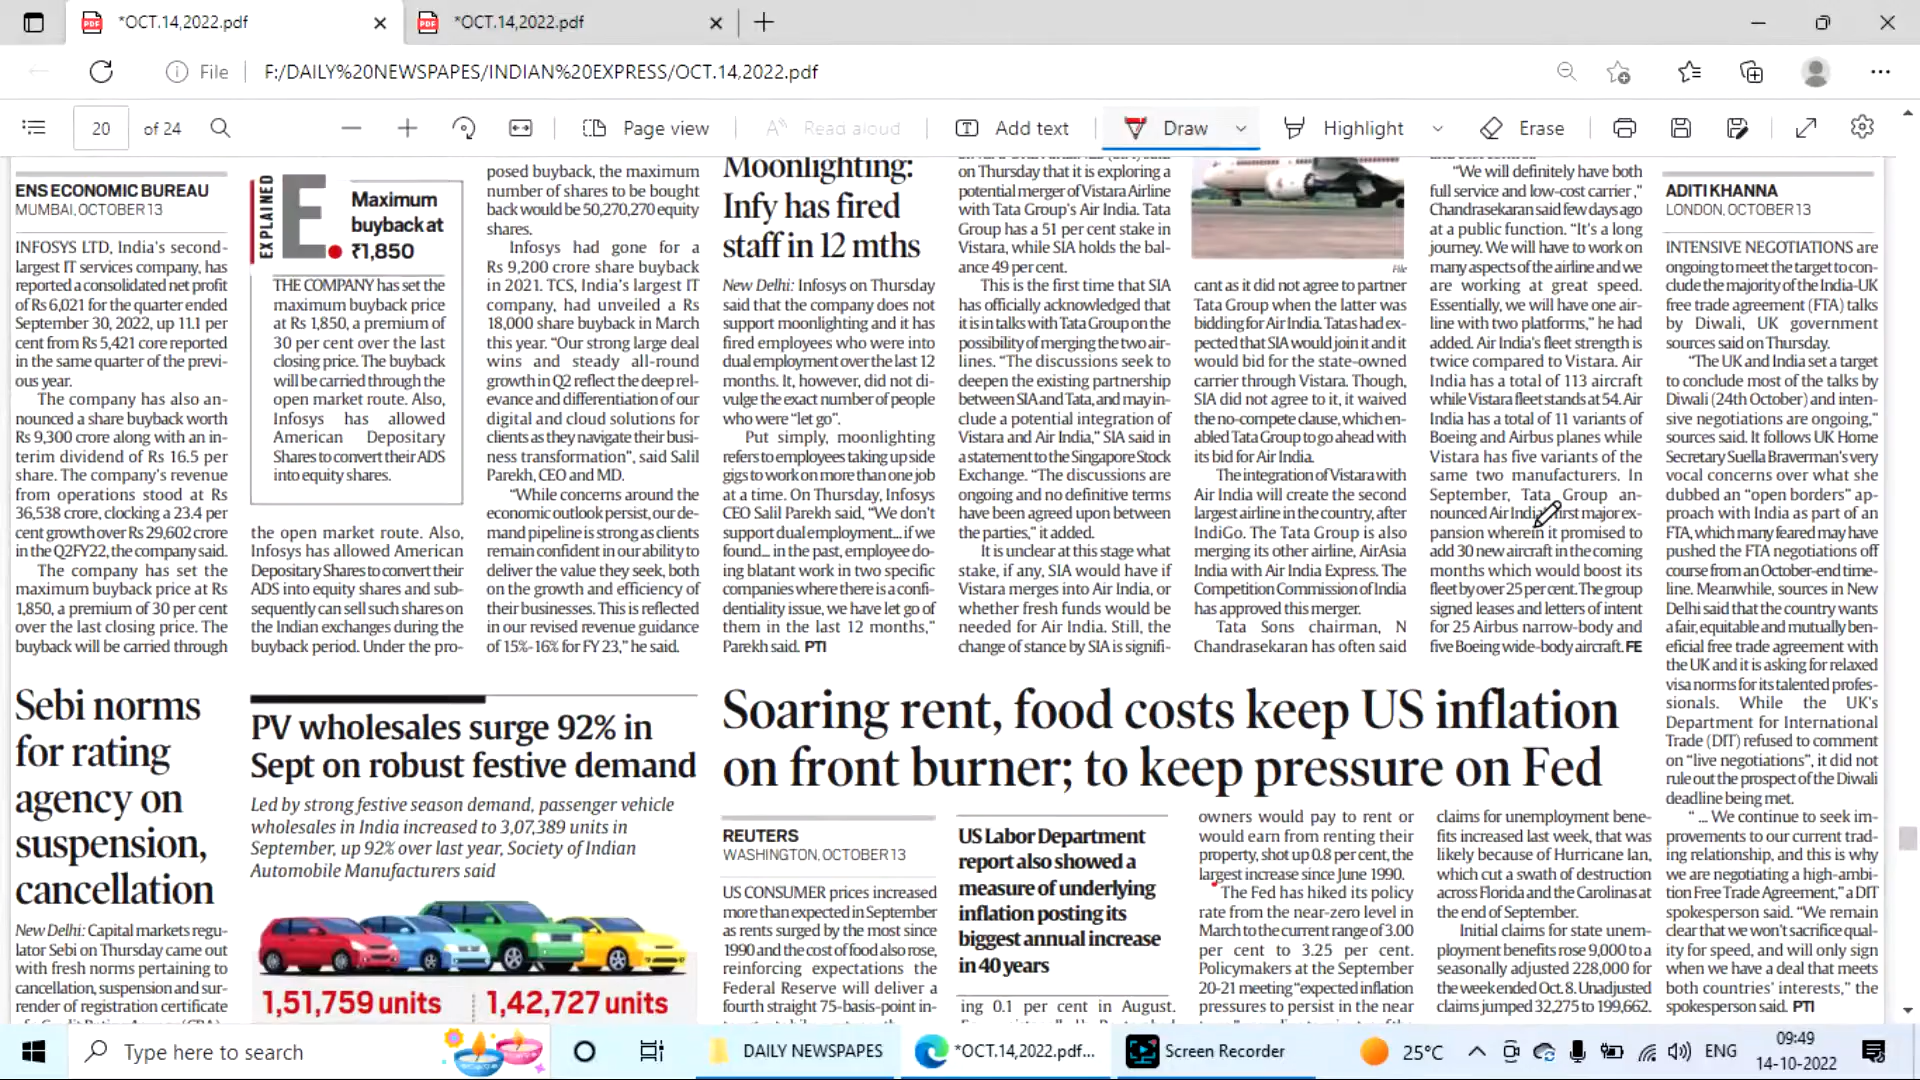 *OCT.14,2022.pdf
*OCT.14,2022.pdf
File
F:/DAILY%20NEWSPAPES/INDIAN%20EXPRESS/OCT.14,2022.pdf
20
of 24
Page view
Read aloud
Add text
Draw
Highlight
Erase
ENS ECONOMIC BUREAU
MUMBAI, OCTOBER 13
INFOSYS LTD, India's second-
largest IT services company, has
reported a consolidated net profit
of Rs 6,021 for the quarter ended
September 30, 2022, up 11.1 per
cent from Rs 5,421 core reported
in the same quarter of the previ-
ous year.
The company has also an-
nounced a share buyback worth
Rs 9,300 crore along with an in-
terim dividend of Rs 16.5 per
share. The company's revenue
from operations stood at Rs
36,538 crore, clocking a 23.4 per
cent growth over Rs 29,602 crore
in the Q2FY22, the company said.
The company has set the
maximum buyback price at Rs
1,850, a premium of 30 per cent
over the last closing price. The
buyback will be carried through
EXPLAINED
E.
Maximum
buyback at
₹1,850
THE COMPANY has set the
maximum buyback price
at Rs 1,850, a premium of
30 per cent over the last
closing price. The buyback
will be carried through the
open market route. Also,
Infosys has allowed
American Depositary
Shares to convert their ADS
into equity shares.
the open market route. Also,
Infosys has allowed American
Depositary Shares to convert their
ADS into equity shares and sub-
sequently can sell such shares on
the Indian exchanges during the
buyback period. Under the pro-
posed buyback, the maximum
number of shares to be bought
back would be 50,270,270 equity
shares.
Infosys had gone for a
Rs 9,200 crore share buyback
in 2021. TCS, India's largest IT
company, had unveiled a Rs
18,000 share buyback in March
this year. “Our strong large deal
wins and steady all-round
growth in Q2 reflect the deep rel-
evance and differentiation of our
digital and cloud solutions for
clients as they navigate their busi-
ness transformation”, said Salil
Parekh, CEO and MD.
“While concerns around the
economic outlook persist, our de-
mand pipeline is strong as clients
remain confident in our ability to
deliver the value they seek, both
on the growth and efficiency of
their businesses. This is reflected
in our revised revenue guidance
of 15%-16% for FY 23,” he said.
Moonlighting:
Infy has fired
staff in 12 mths
New Delhi: Infosys on Thursday
said that the company does not
support moonlighting and it has
fired employees who were into
dual employment over the last 12
months. It, however, did not di-
vulge the exact number of people
who were “let go”.
Put simply, moonlighting
refers to employees taking up side
gigs to work on more than one job
at a time. On Thursday, Infosys
CEO Salil Parekh said, “We don't
support dual employment... if we
found... in the past, employee do-
ing blatant work in two specific
companies where there is a confi-
dentiality issue, we have let go of
them in the last 12 months,”
Parekh said. PTI
on Thursday that it is exploring a
potential merger of Vistara Airline
with Tata Group's Air India. Tata
Group has a 51 per cent stake in
Vistara, while SIA holds the bal-
ance 49 per cent.
This is the first time that SIA
has officially acknowledged that
it is in talks with Tata Group on the
possibility of merging the two air-
lines. “The discussions seek to
deepen the existing partnership
between SIA and Tata, and may in-
clude a potential integration of
Vistara and Air India,” SIA said in
a statement to the Singapore Stock
Exchange. “The discussions are
ongoing and no definitive terms
have been agreed upon between
the parties,” it added.
It is unclear at this stage what
stake, if any, SIA would have if
Vistara merges into Air India, or
whether fresh funds would be
needed for Air India. Still, the
change of stance by SIA is signifi-
File
cant as it did not agree to partner
Tata Group when the latter was
bidding for Air India. Tatas had ex-
pected that SIA would join it and it
would bid for the state-owned
carrier through Vistara. Though,
SIA did not agree to it, it waived
the no-compete clause, which en-
abled Tata Group to go ahead with
its bid for Air India.
The integration of Vistara with
Air India will create the second
largest airline in the country, after
IndiGo. The Tata Group is also
merging its other airline, AirAsia
India with Air India Express. The
Competition Commission of India
has approved this merger.
Tata Sons chairman, N
Chandrasekaran has often said
“We will definitely have both
full service and low-cost carrier,”
Chandrasekaran said few days ago
at a public function. “It's a long
journey. We will have to work on
many aspects of the airline and we
are working at great speed.
Essentially, we will have one air-
line with two platforms,” he had
added. Air India's fleet strength is
twice compared to Vistara. Air
India has a total of 113 aircraft
while Vistara fleet stands at 54. Air
India has a total of 11 variants of
Boeing and Airbus planes while
Vistara has five variants of the
same two manufacturers. In
September, Tata Group an-
nounced Air India's first major ex-
pansion wherein it promised to
add 30 new aircraft in the coming
months which would boost its
fleet by over 25 per cent. The group
signed leases and letters of intent
for 25 Airbus narrow-body and
five Boeing wide-body aircraft. FE
ADITI KHANNA
LONDON, OCTOBER 13
INTENSIVE NEGOTIATIONS are
ongoing to meet the target to con-
clude the majority of the India-UK
free trade agreement (FTA) talks
by Diwali, UK government
sources said on Thursday.
“The UK and India set a target
to conclude most of the talks by
Diwali (24th October) and inten-
sive negotiations are ongoing,”
sources said. It follows UK Home
Secretary Suella Braverman's very
vocal concerns over what she
dubbed an “open borders” ap-
proach with India as part of an
FTA, which many feared may have
pushed the FTA negotiations off
course from an October-end time-
line. Meanwhile, sources in New
Delhi said that the country wants
a fair, equitable and mutually ben-
eficial free trade agreement with
the UK and it is asking for relaxed
visa norms for its talented profes-
sionals. While the UK's
Department for International
Trade (DIT) refused to comment
on “live negotiations”, it did not
rule out the prospect of the Diwali
deadline being met.
“ ... We continue to seek im-
provements to our current trad-
ing relationship, and this is why
we are negotiating a high-ambi-
tion Free Trade Agreement,” a DIT
spokesperson said. “We remain
clear that we won't sacrifice qual-
ity for speed, and will only sign
when we have a deal that meets
both countries' interests,” the
spokesperson said. PTI
Sebi norms
for rating
agency on
suspension,
cancellation
New Delhi: Capital markets regu-
lator Sebi on Thursday came out
with fresh norms pertaining to
cancellation, suspension and sur-
render of registration certificate
PV wholesales surge 92% in
Sept on robust festive demand
Led by strong festive season demand, passenger vehicle
wholesales in India increased to 3,07,389 units in
September, up 92% over last year, Society of Indian
Automobile Manufacturers said
1,51,759 units
1,42,727 units
Soaring rent, food costs keep US inflation
on front burner; to keep pressure on Fed
REUTERS
WASHINGTON, OCTOBER 13
US CONSUMER prices increased
more than expected in September
as rents surged by the most since
1990 and the cost of food also rose,
reinforcing expectations the
Federal Reserve will deliver a
fourth straight 75-basis-point in-
US Labor Department
report also showed a
measure of underlying
inflation posting its
biggest annual increase
in 40 years
ing 0.1 per cent in August.
owners would pay to rent or
would earn from renting their
property, shot up 0.8 per cent, the
largest increase since June 1990.
The Fed has hiked its policy
rate from the near-zero level in
March to the current range of 3.00
per cent to 3.25 per cent.
Policymakers at the September
20-21 meeting “expected inflation
pressures to persist in the near
claims for unemployment bene-
fits increased last week, that was
likely because of Hurricane Ian,
which cut a swath of destruction
across Florida and the Carolinas at
the end of September.
Initial claims for state unem-
ployment benefits rose 9,000 to a
seasonally adjusted 228,000 for
the week ended Oct. 8. Unadjusted
claims jumped 32,275 to 199,662.
Type here to search
DAILY NEWSPAPES
*OCT.14,2022.pdf...
Screen Recorder
25°C
ENG
09:49
14-10-2022